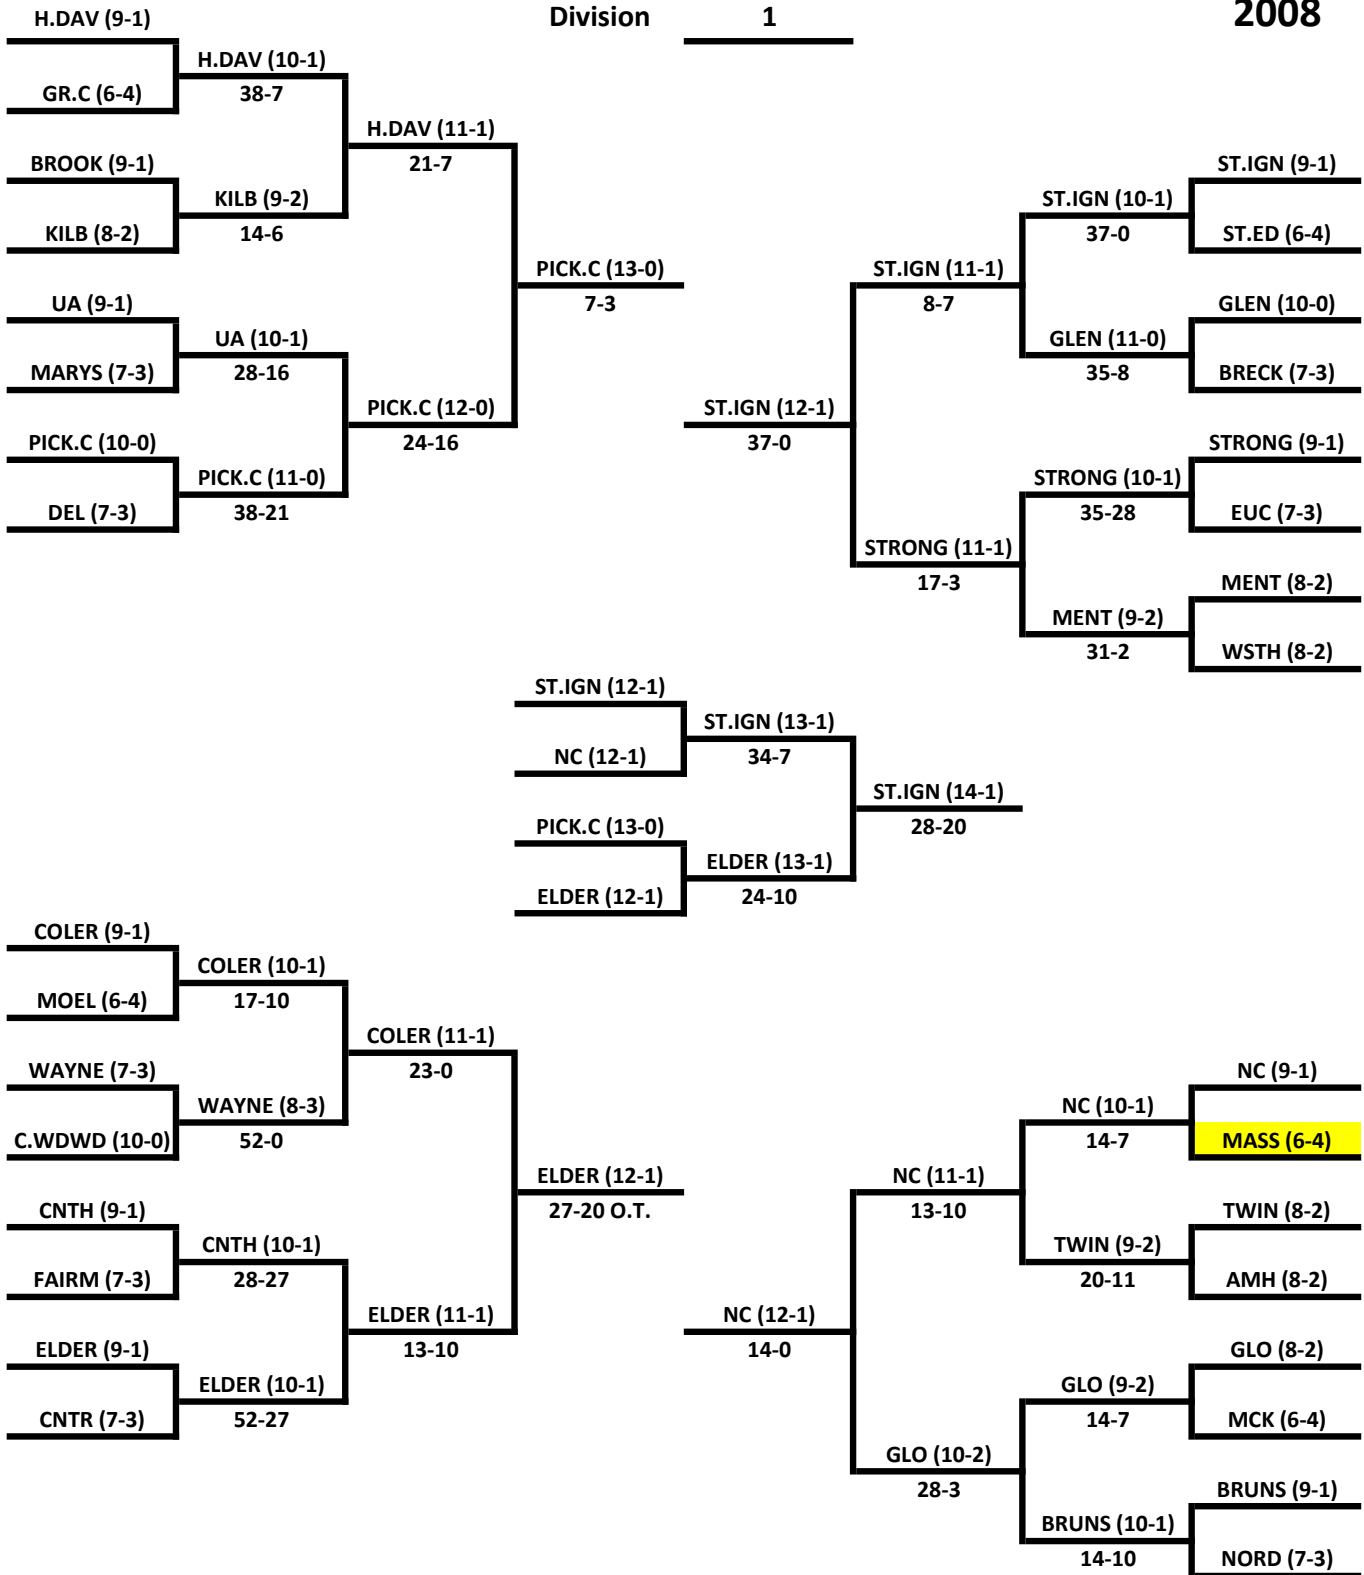 Division 1
2008
H.DAV (9-1)
GR.C (6-4)
H.DAV (10-1)
38-7
BROOK (9-1)
KILB (8-2)
KILB (9-2)
14-6
H.DAV (11-1)
21-7
UA (9-1)
MARYS (7-3)
UA (10-1)
28-16
PICK.C (10-0)
DEL (7-3)
PICK.C (11-0)
38-21
PICK.C (12-0)
24-16
PICK.C (13-0)
7-3
ST.IGN (9-1)
ST.ED (6-4)
ST.IGN (10-1)
37-0
GLEN (10-0)
BRECK (7-3)
GLEN (11-0)
35-8
ST.IGN (11-1)
8-7
STRONG (9-1)
EUC (7-3)
STRONG (10-1)
35-28
MENT (8-2)
WSTH (8-2)
MENT (9-2)
31-2
STRONG (11-1)
17-3
ST.IGN (12-1)
37-0
ST.IGN (12-1)
NC (12-1)
ST.IGN (13-1)
34-7
PICK.C (13-0)
ELDER (12-1)
ELDER (13-1)
24-10
ST.IGN (14-1)
28-20
COLER (9-1)
MOEL (6-4)
COLER (10-1)
17-10
WAYNE (7-3)
C.WDWD (10-0)
WAYNE (8-3)
52-0
COLER (11-1)
23-0
CNTH (9-1)
FAIRM (7-3)
CNTH (10-1)
28-27
ELDER (9-1)
CNTR (7-3)
ELDER (10-1)
52-27
ELDER (11-1)
13-10
ELDER (12-1)
27-20 O.T.
NC (9-1)
MASS (6-4)
NC (10-1)
14-7
TWIN (8-2)
AMH (8-2)
TWIN (9-2)
20-11
NC (11-1)
13-10
GLO (8-2)
MCK (6-4)
GLO (9-2)
14-7
BRUNS (9-1)
NORD (7-3)
BRUNS (10-1)
14-10
GLO (10-2)
28-3
NC (12-1)
14-0